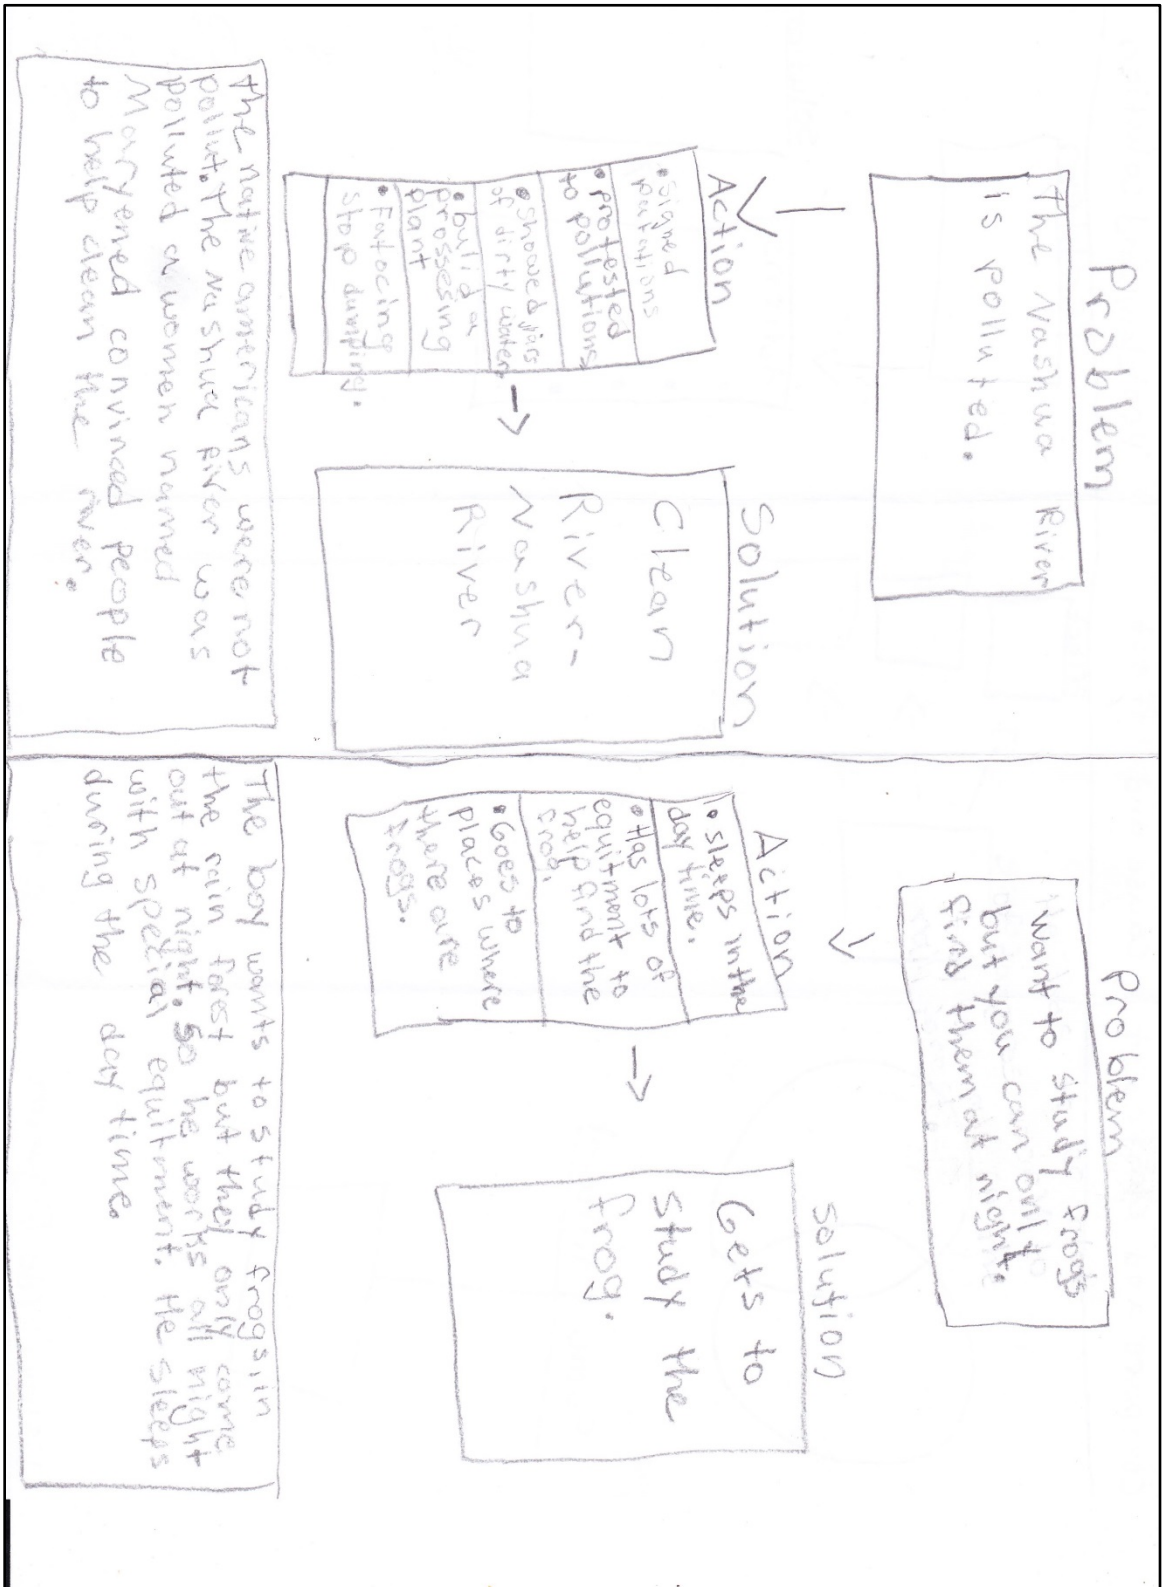 Problem
The Nashua River
is polluted.
Action
• Signed
petations
• protested
to pollutions
• showed jars
of dirty water
• build a
prossesing
plant
• Fatocing
stop dumping.
Solution
Clean
River-
Nashua
River
The native americans were not
pollut. The Nashua River was
polluted a women named
Mary ened convinced people
to help clean the river.
Problem
I want to study frogs
but you can only
find them at night.
Action
• sleeps in the
day time.
• Has lots of
equitment to
help find the
frog.
• Goes to
places where
there are
frogs.
solution
Gets to
study the
frog.
The boy wants to study frogs in
the rain forest but they only come
out at night. So he works all night
with special equitment. He sleeps
during the day time.